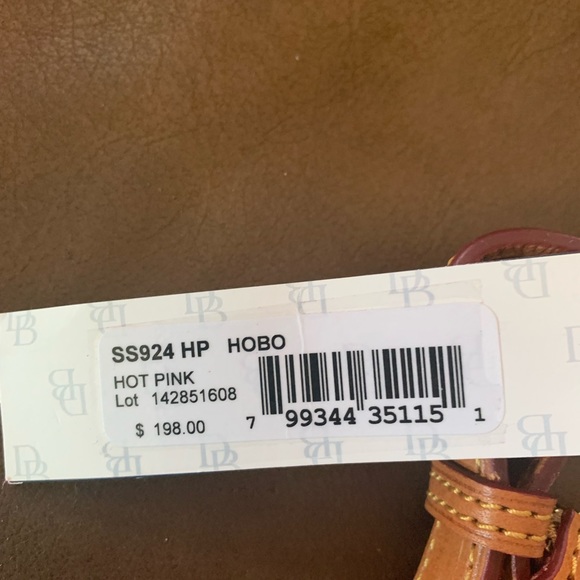 SS924 HP HOBO
HOT PINK
Lot 142851608
$ 198.00
7 99344 35115 1